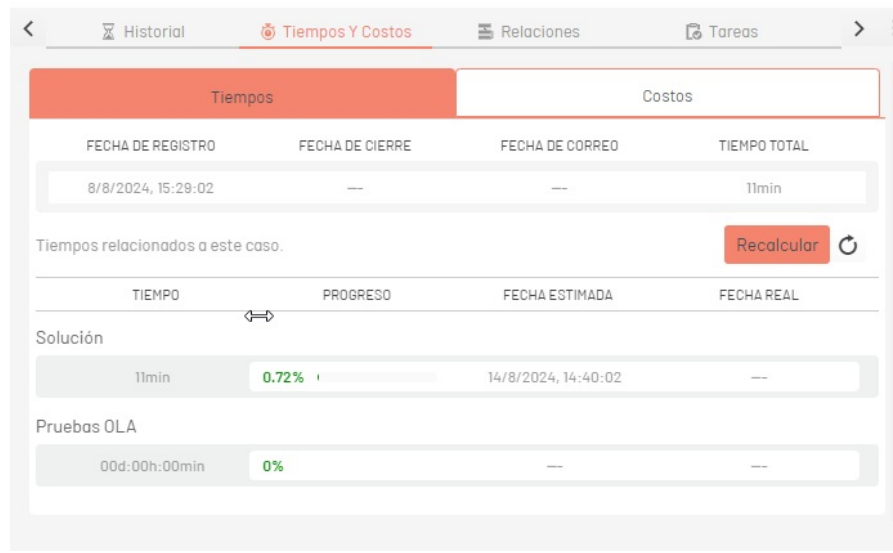 Historial Tiempos Y Costos Relaciones Tareas
Tiempos Costos
FECHA DE REGISTRO FECHA DE CIERRE FECHA DE CORREO TIEMPO TOTAL
8/8/2024, 15:29:02 --- --- 11min
Tiempos relacionados a este caso. Recalcular
TIEMPO PROGRESO FECHA ESTIMADA FECHA REAL
Solución
11min 0.72% 14/8/2024, 14:40:02 ---
Pruebas OLA
00d:00h:00min 0% --- ---